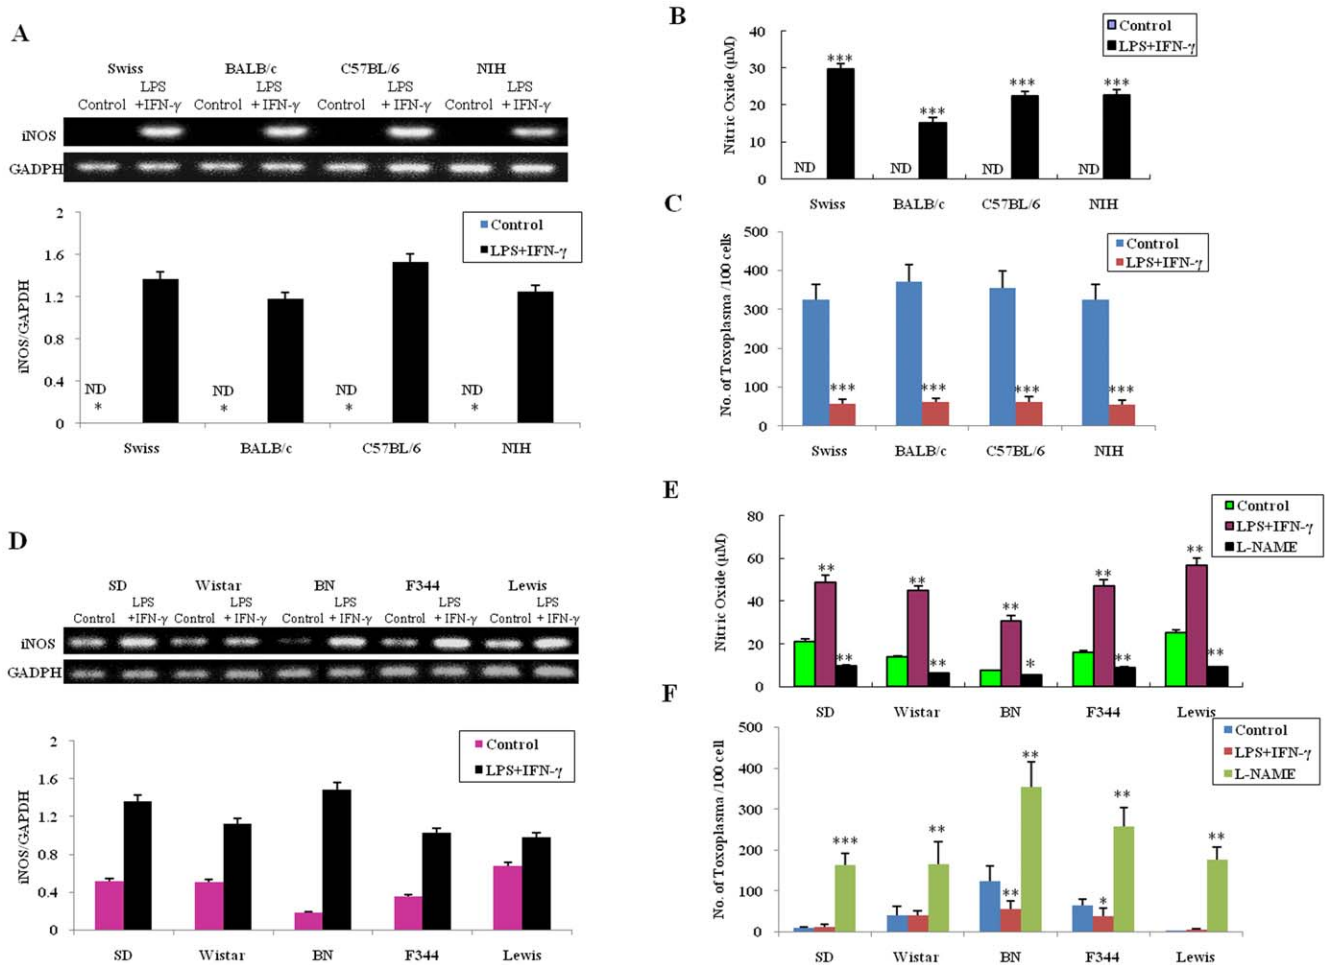 A
Swiss BALB/c C57BL/6 NIH
LPS LPS LPS LPS
Control +IFN-γ Control + IFN-γ Control + IFN-γ Control + IFN-γ
iNOS
GADPH
2
1.6
1.2
0.8
0.4
0
iNOS/GAPDH
Control
LPS+IFN-γ
ND ND ND ND
* * * *
Swiss BALB/c C57BL/6 NIH
B
Control
LPS+IFN-γ
40
30
20
10
0
Nitric Oxide (μM)
*** *** *** ***
ND ND ND ND
Swiss BALB/c C57BL/6 NIH
C
500
400
300
200
100
0
No. of Toxoplasma /100 cells
Control
LPS+IFN-γ
*** *** *** ***
Swiss BALB/c C57BL/6 NIH
D
SD Wistar BN F344 Lewis
LPS LPS LPS LPS LPS
Control +IFN-γ Control + IFN-γ Control + IFN-γ Control + IFN-γ Control + IFN-γ
iNOS
GADPH
2
1.6
1.2
0.8
0.4
0
iNOS/GAPDH
Control
LPS+IFN-γ
SD Wistar BN F344 Lewis
E
Control
LPS+IFN-γ
L-NAME
80
60
40
20
0
Nitric Oxide (μM)
** ** ** ** **
** ** * ** **
SD Wistar BN F344 Lewis
F
Control
LPS+IFN-γ
L-NAME
500
400
300
200
100
0
No. of Toxoplasma /100 cell
*** ** ** ** **
** *
SD Wistar BN F344 Lewis